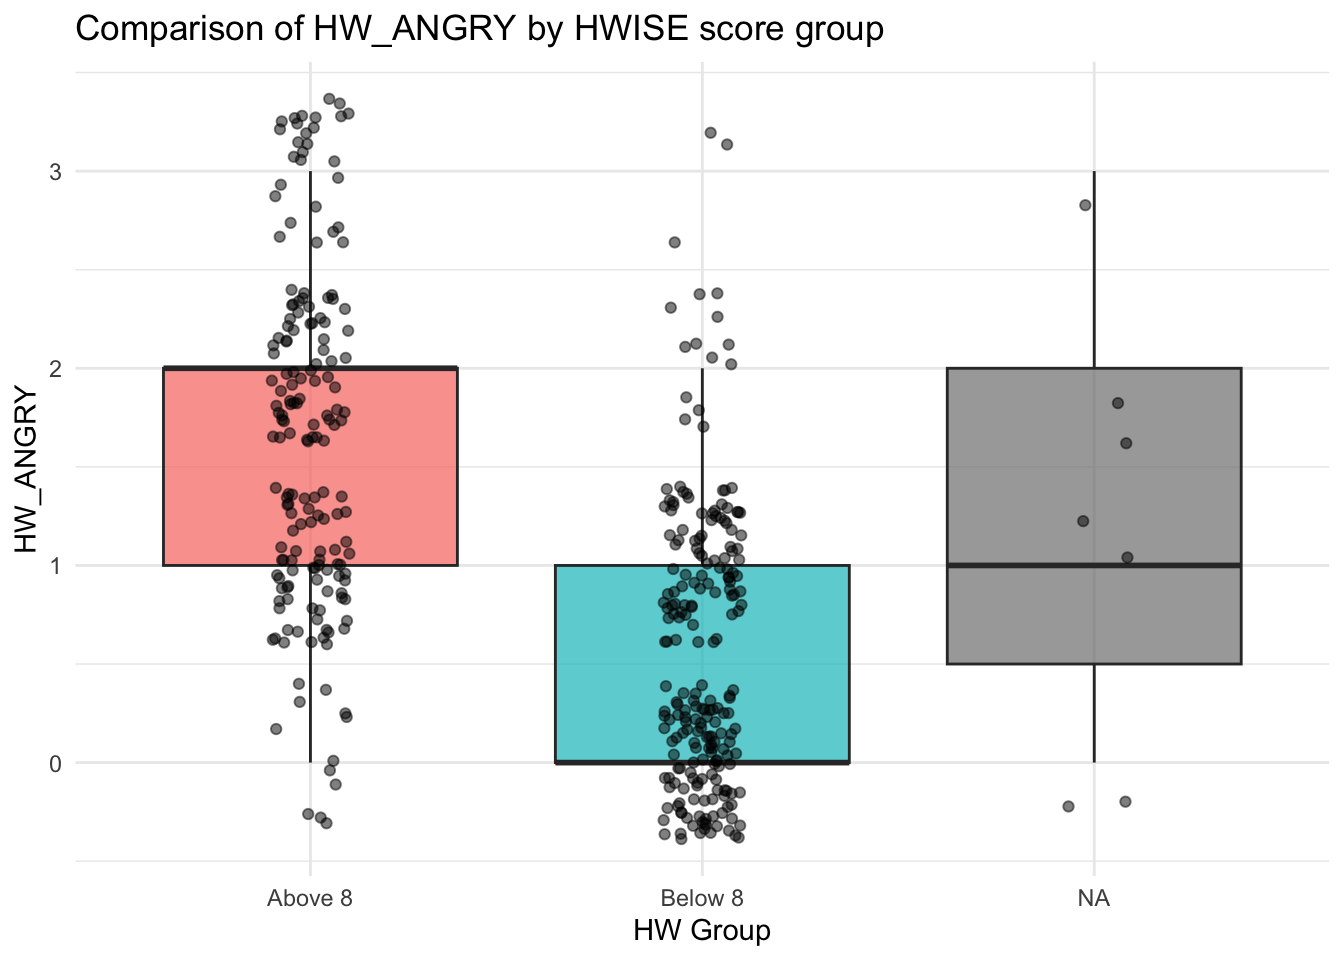 Comparison of HW_ANGRY by HWISE score group
HW_ANGRY
3
2
1
0
Above 8
Below 8
NA
HW Group